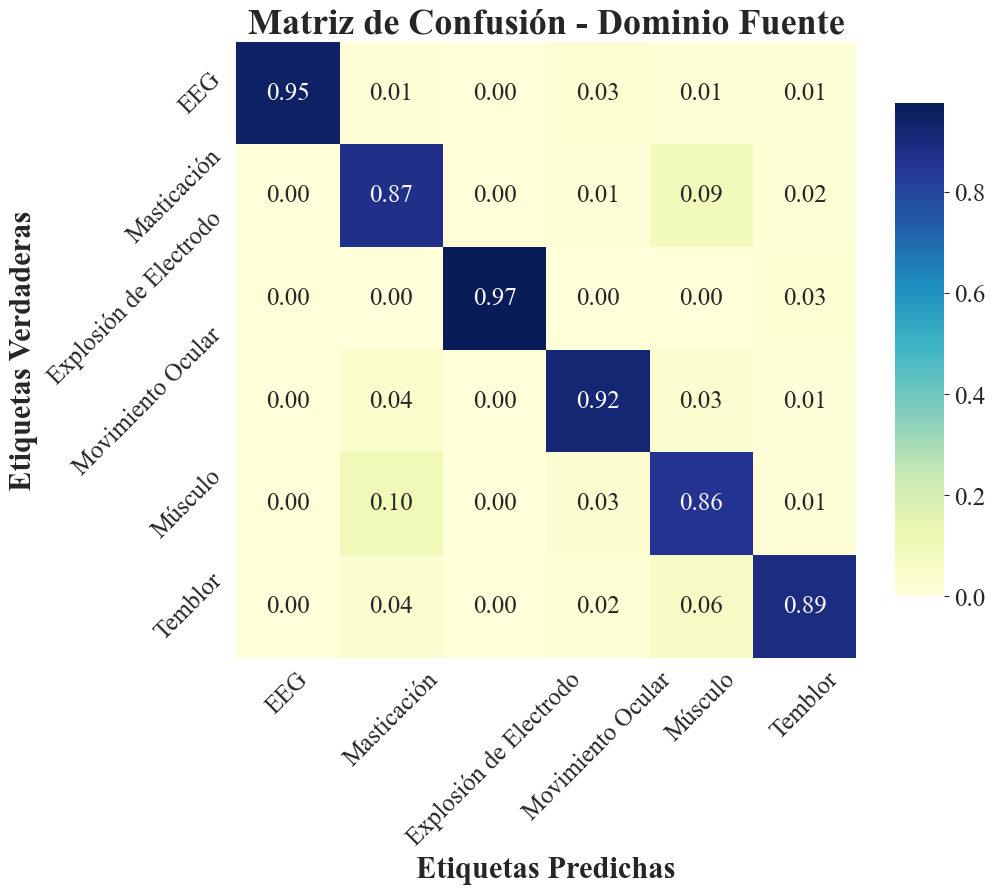 Matriz de Confusión - Dominio Fuente
Etiquetas Verdaderas
EEG 0.95 0.01 0.00 0.03 0.01 0.01
Masticación 0.00 0.87 0.00 0.01 0.09 0.02
Explosión de Electrodo 0.00 0.00 0.97 0.00 0.00 0.03
Movimiento Ocular 0.00 0.04 0.00 0.92 0.03 0.01
Músculo 0.00 0.10 0.00 0.03 0.86 0.01
Temblor 0.00 0.04 0.00 0.02 0.06 0.89
EEG Masticación Explosión de Electrodo Movimiento Ocular Músculo Temblor
Etiquetas Predichas
0.8
0.6
0.4
0.2
0.0